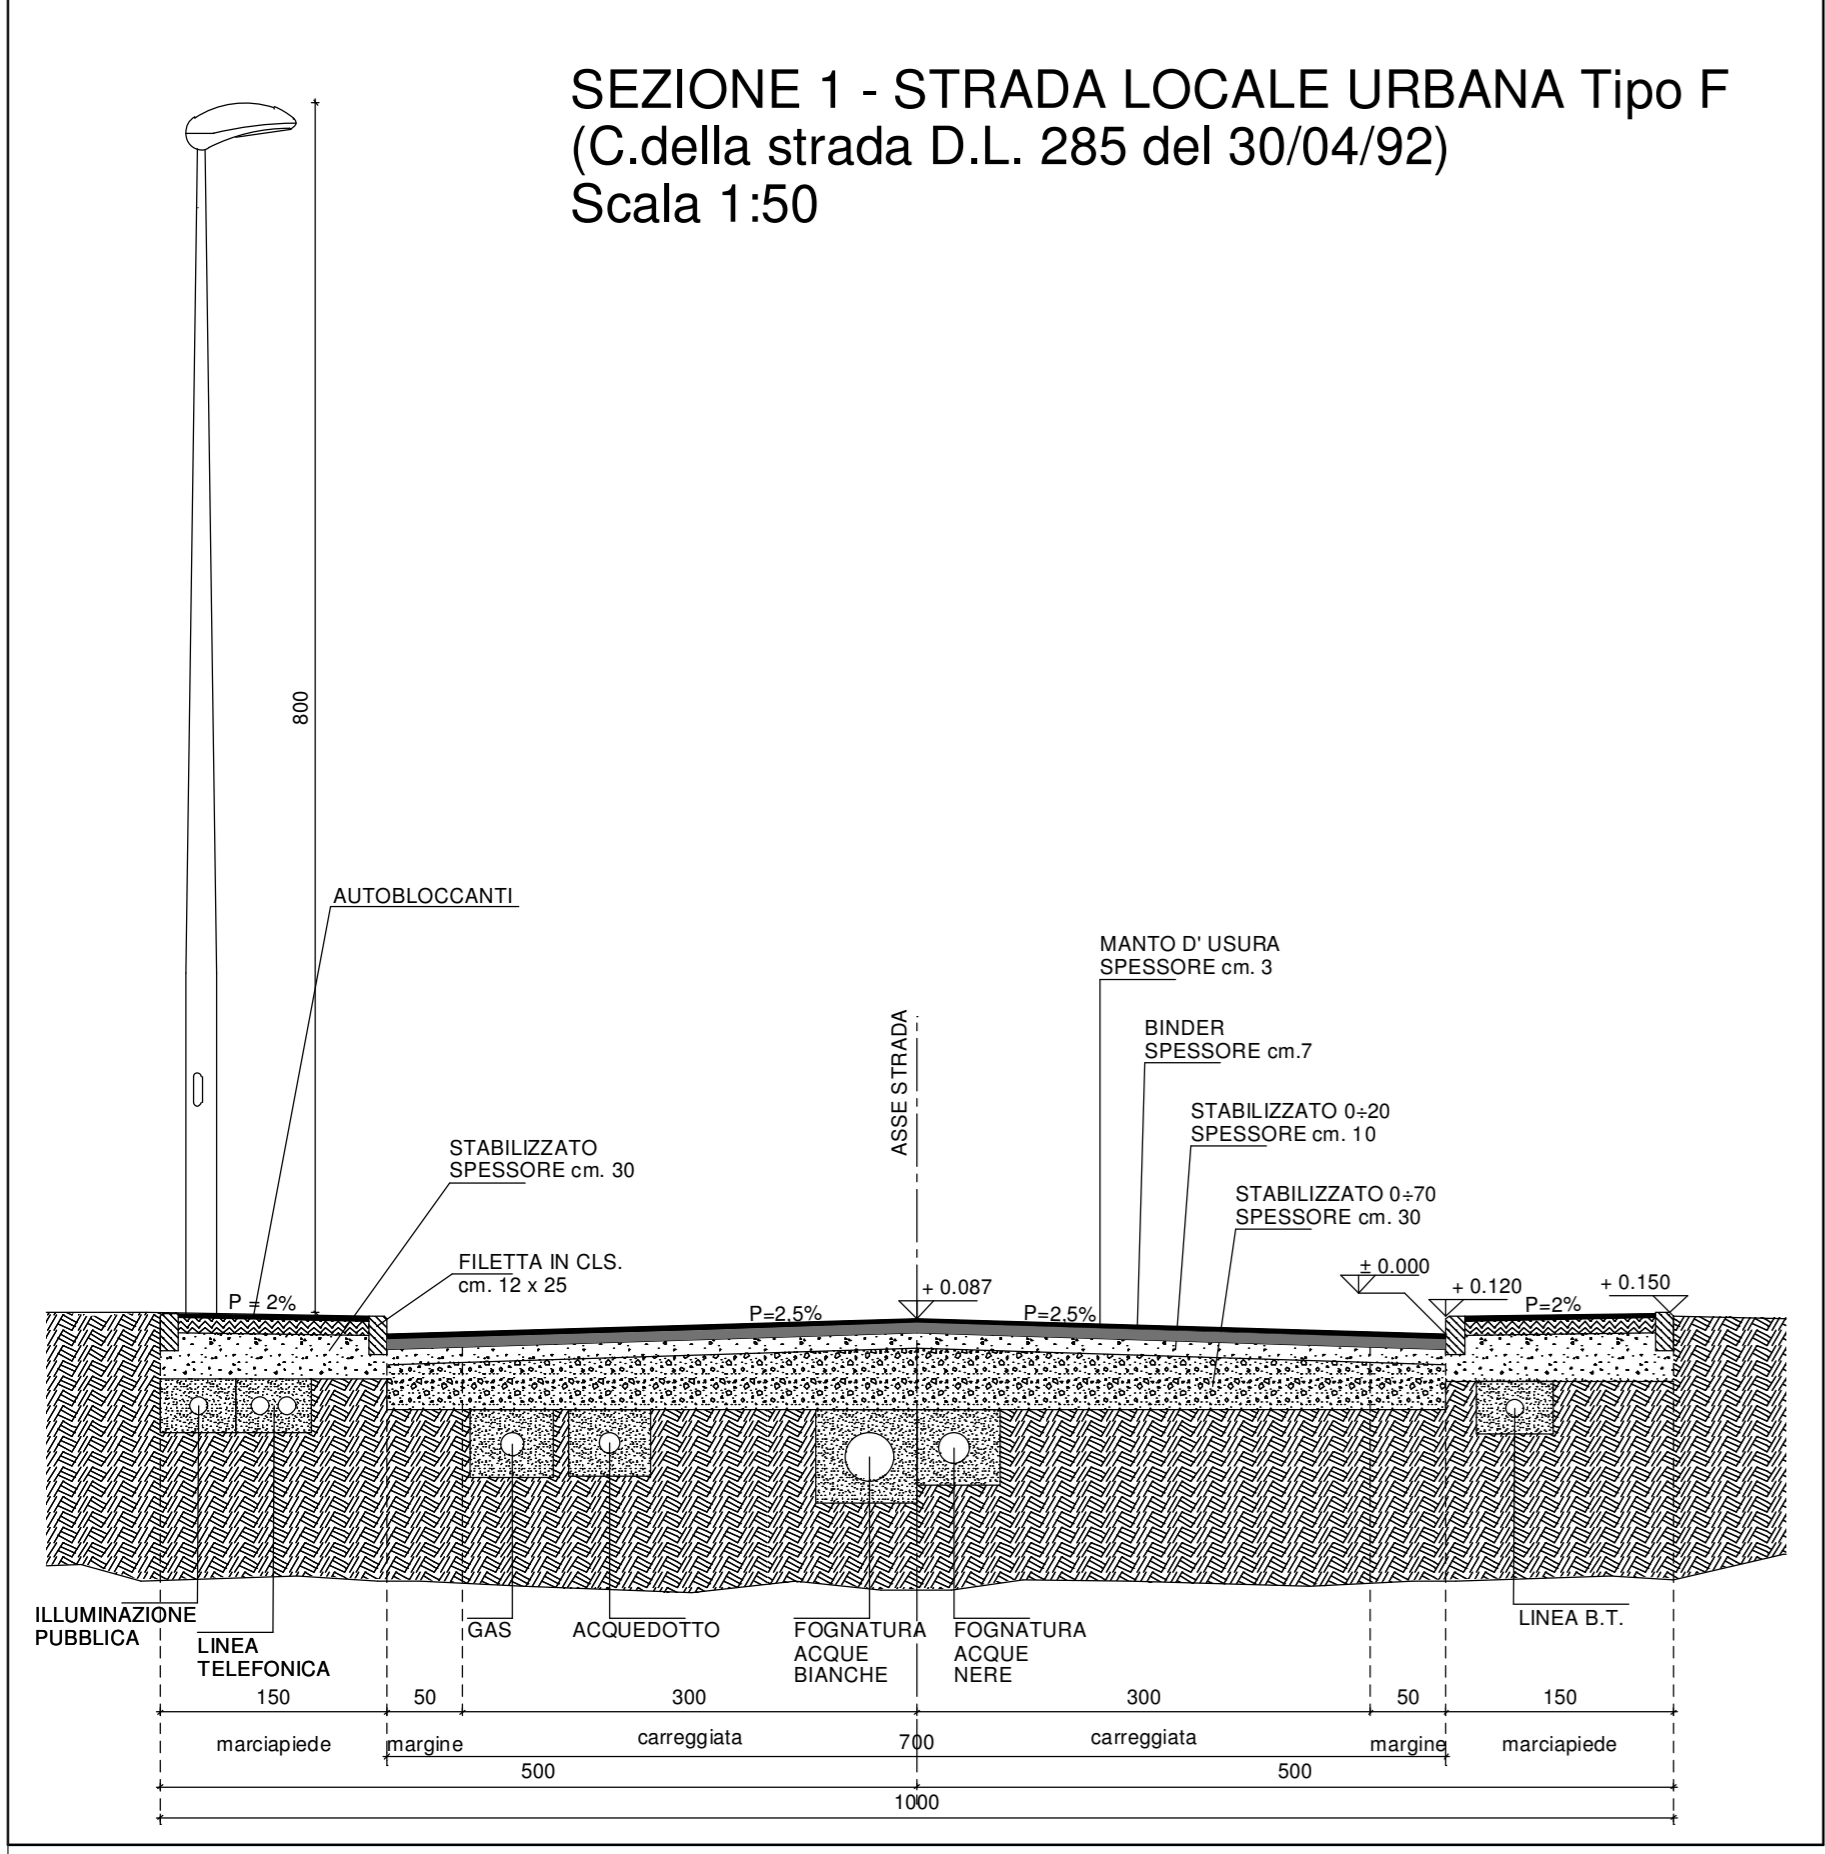 SEZIONE 1 - STRADA LOCALE URBANA Tipo F
(C.della strada D.L. 285 del 30/04/92)
Scala 1:50
800
AUTOBLOCCANTI
MANTO D' USURA
SPESSORE cm. 3
BINDER
SPESSORE cm.7
ASSE STRADA
STABILIZZATO 0÷20
SPESSORE cm. 10
STABILIZZATO
SPESSORE cm. 30
STABILIZZATO 0÷70
SPESSORE cm. 30
FILETTA IN CLS.
cm. 12 x 25
± 0.000
+ 0.087
+ 0.120
+ 0.150
P = 2%
P=2,5%
P=2,5%
P=2%
ILLUMINAZIONE
PUBBLICA
LINEA
TELEFONICA
GAS
ACQUEDOTTO
FOGNATURA
ACQUE
BIANCHE
FOGNATURA
ACQUE
NERE
LINEA B.T.
150
50
300
300
50
150
marciapiede
margine
carreggiata
700
carreggiata
margine
marciapiede
500
500
1000